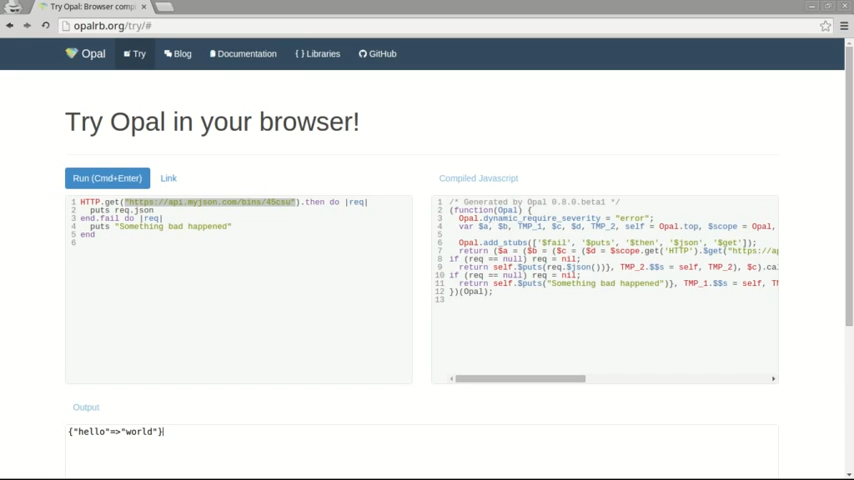 Try Opal: Browser comp
opalrb.org/try/#
Opal
Try
Blog
Documentation
{ } Libraries
GitHub
Try Opal in your browser!
Run (Cmd+Enter)
Link
Compiled Javascript
1 HTTP.get("https://api.myjson.com/bins/45csu").then do |req|
2   puts req.json
3 end.fail do |req|
4   puts "Something bad happened"
5 end
6
1 /* Generated by Opal 0.8.0.beta1 */
2 (function(Opal) {
3   Opal.dynamic_require_severity = "error";
4   var $a, $b, TMP_1, $c, $d, TMP_2, self = Opal.top, $scope = Opal,
5
6   Opal.add_stubs(['$fail', '$puts', '$then', '$json', '$get']);
7   return ($a = ($b = ($c = ($d = $scope.get('HTTP').$get("https://ap
8 if (req == null) req = nil;
9   return self.$puts(req.$json())}, TMP_2.$$s = self, TMP_2), $c).ca
10 if (req == null) req = nil;
11   return self.$puts("Something bad happened")}, TMP_1.$$s = self, TM
12 })(Opal);
13
Output
{"hello"=>"world"}